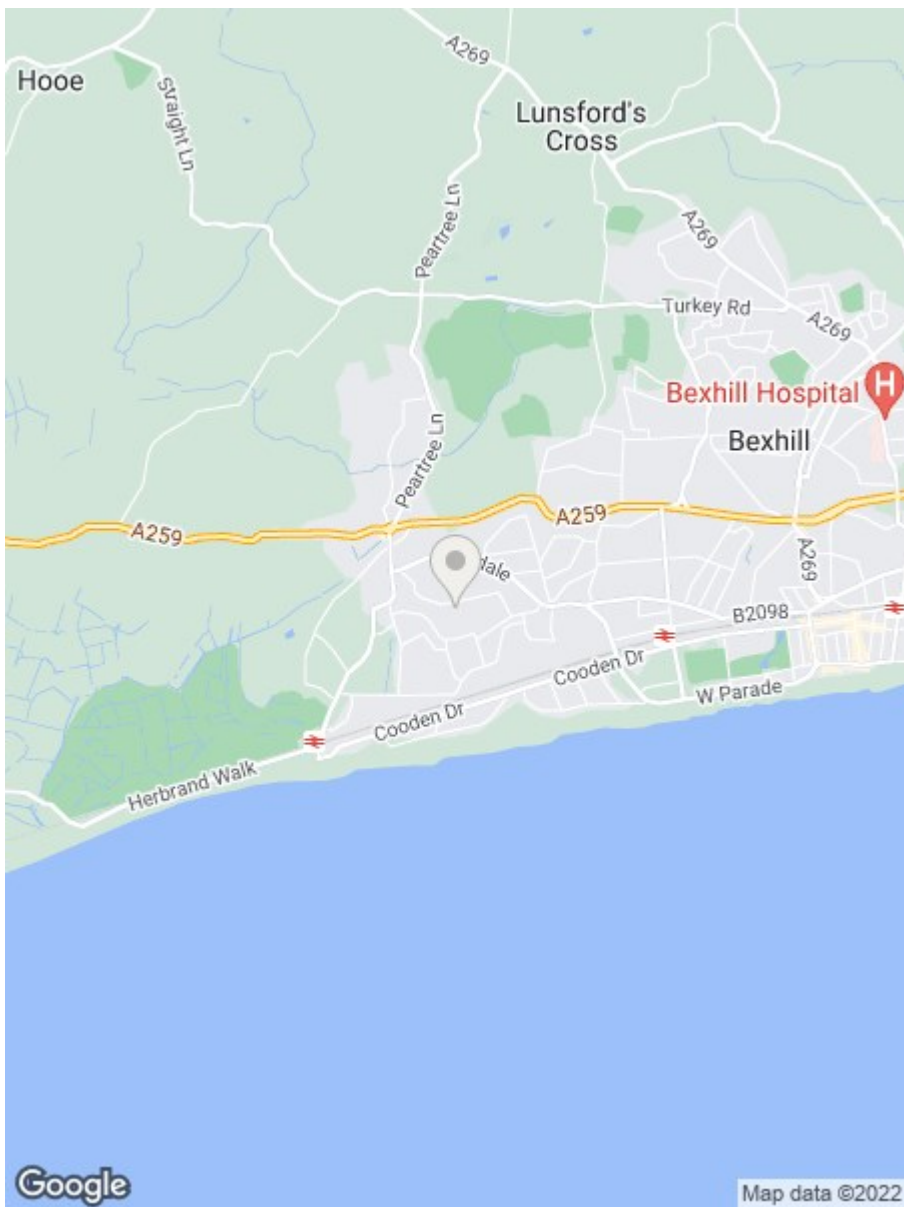 A269
Hooe
Straight Ln
Lunsford's
Cross
Peartree Ln
A269
Turkey Rd
A269
Bexhill Hospital
H
Bexhill
Peartree Ln
A259
A259
A269
dale
B2098
Cooden Dr
W Parade
Cooden Dr
Herbrand Walk
Google
Map data ©2022